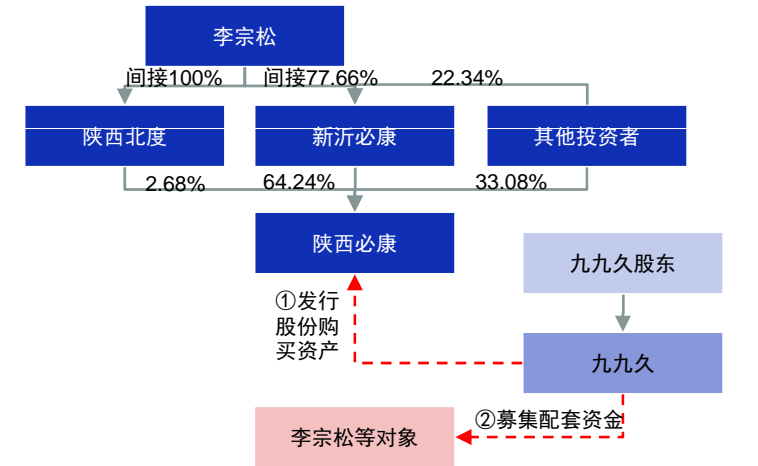 李宗松
间接100%
间接77.66%
22.34%
陕西北度
新沂必康
其他投资者
2.68%
64.24%
33.08%
陕西必康
九九久股东
①发行
股份购
买资产
九九久
②募集配套资金
李宗松等对象